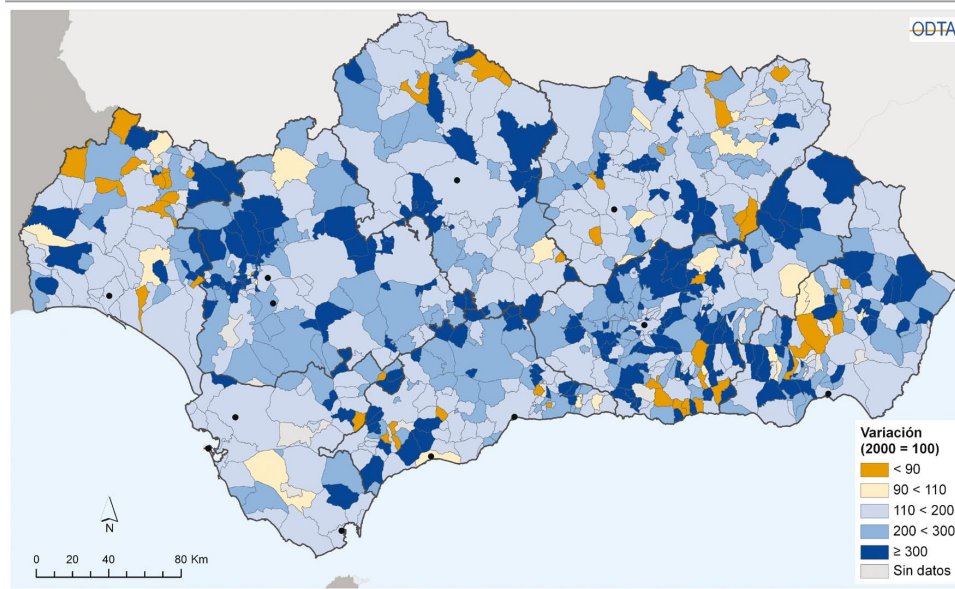 ODTA
Variación
(2000 = 100)
< 90
90 < 110
110 < 200
200 < 300
≥ 300
Sin datos
N
0 20 40 80 Km